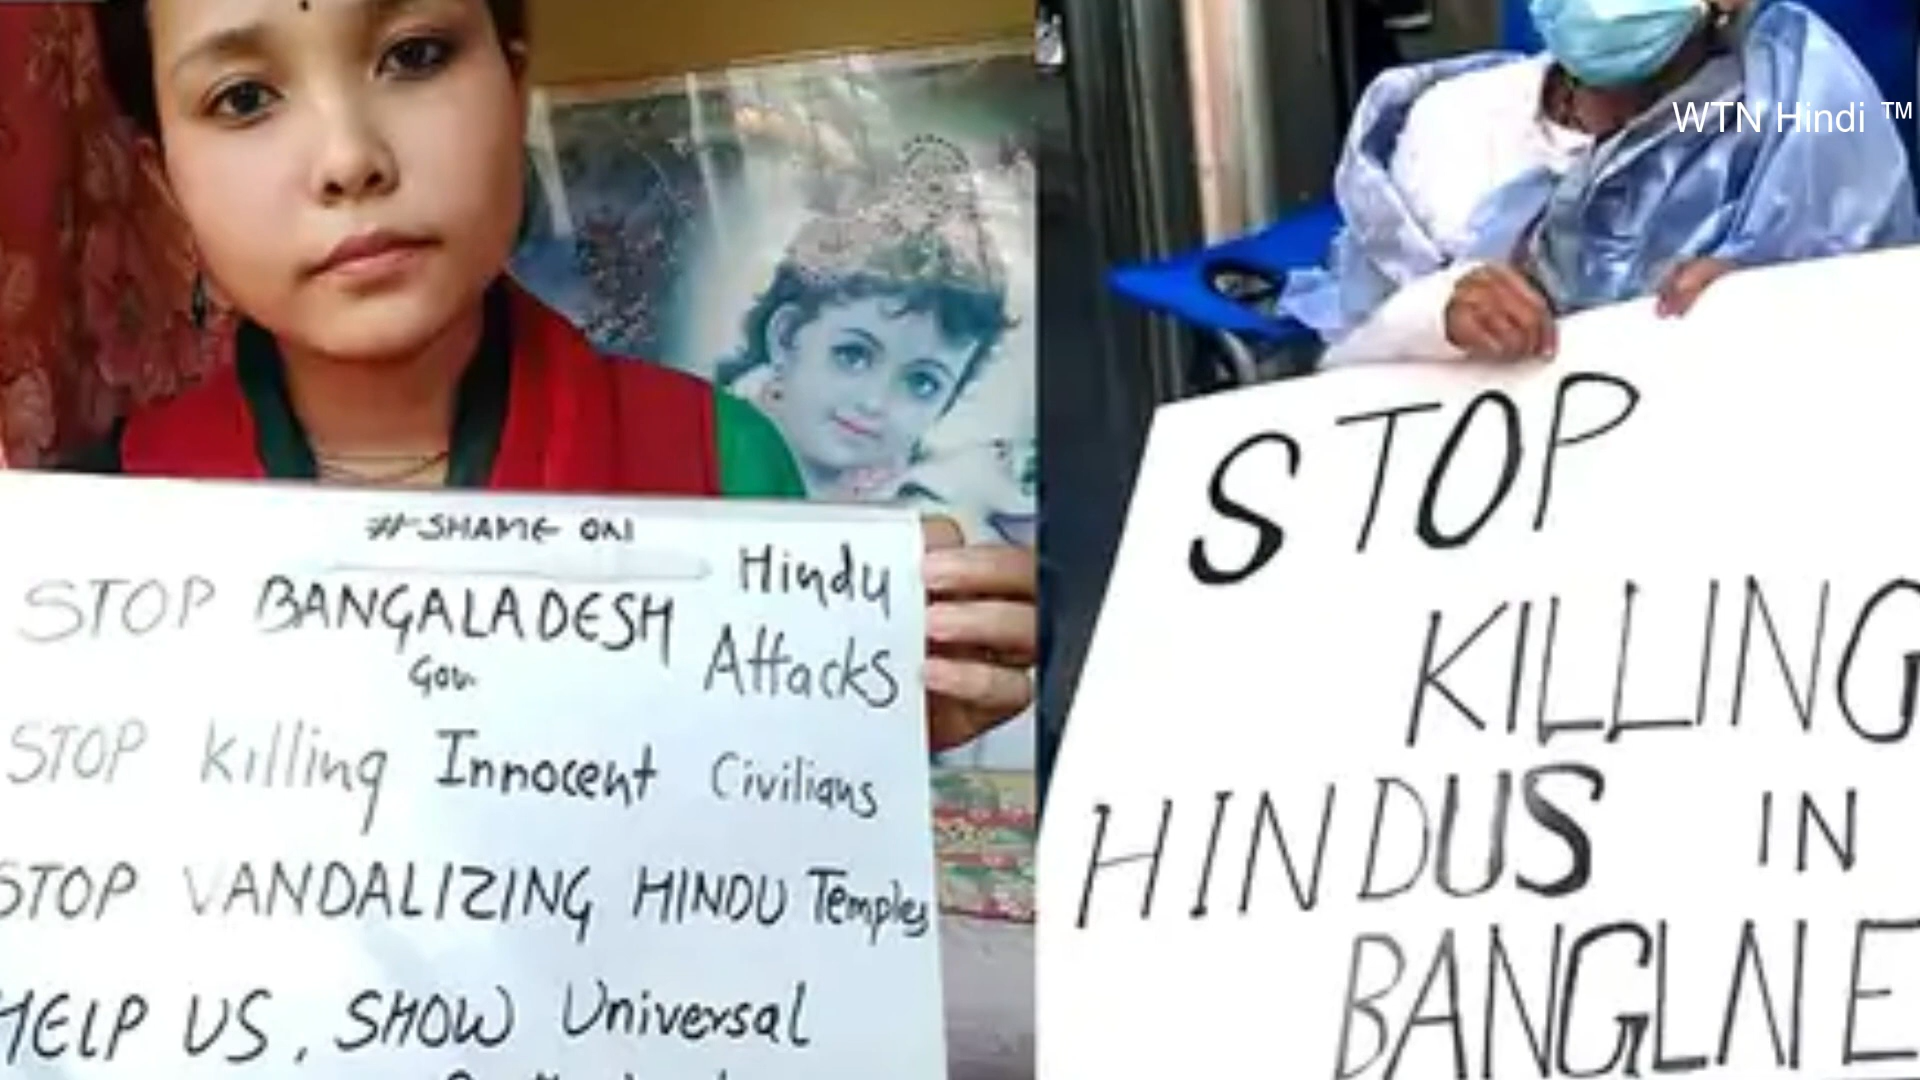 WTN Hindi ™
#SHAME ON
STOP BANGALADESH Hindu
Gov Attacks
STOP killing Innocent Civilians
STOP VANDALIZING HINDU Temples
HELP US, SHOW Universal
STOP
KILLING
HINDUS IN